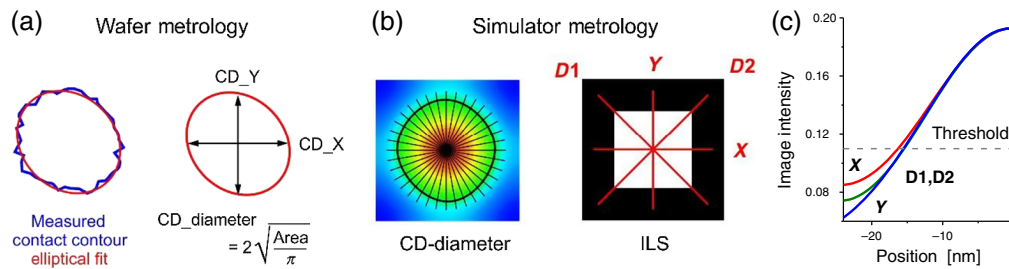 (a) Wafer metrology
CD_Y
CD_X
Measured
contact contour
elliptical fit
CD_diameter
= 2√(Area/π)
(b) Simulator metrology
D1 Y D2
X
CD-diameter
ILS
(c)
Image intensity
0.20
0.16
0.12
0.08
Threshold
X
D1,D2
Y
−20 −10 0
Position [nm]